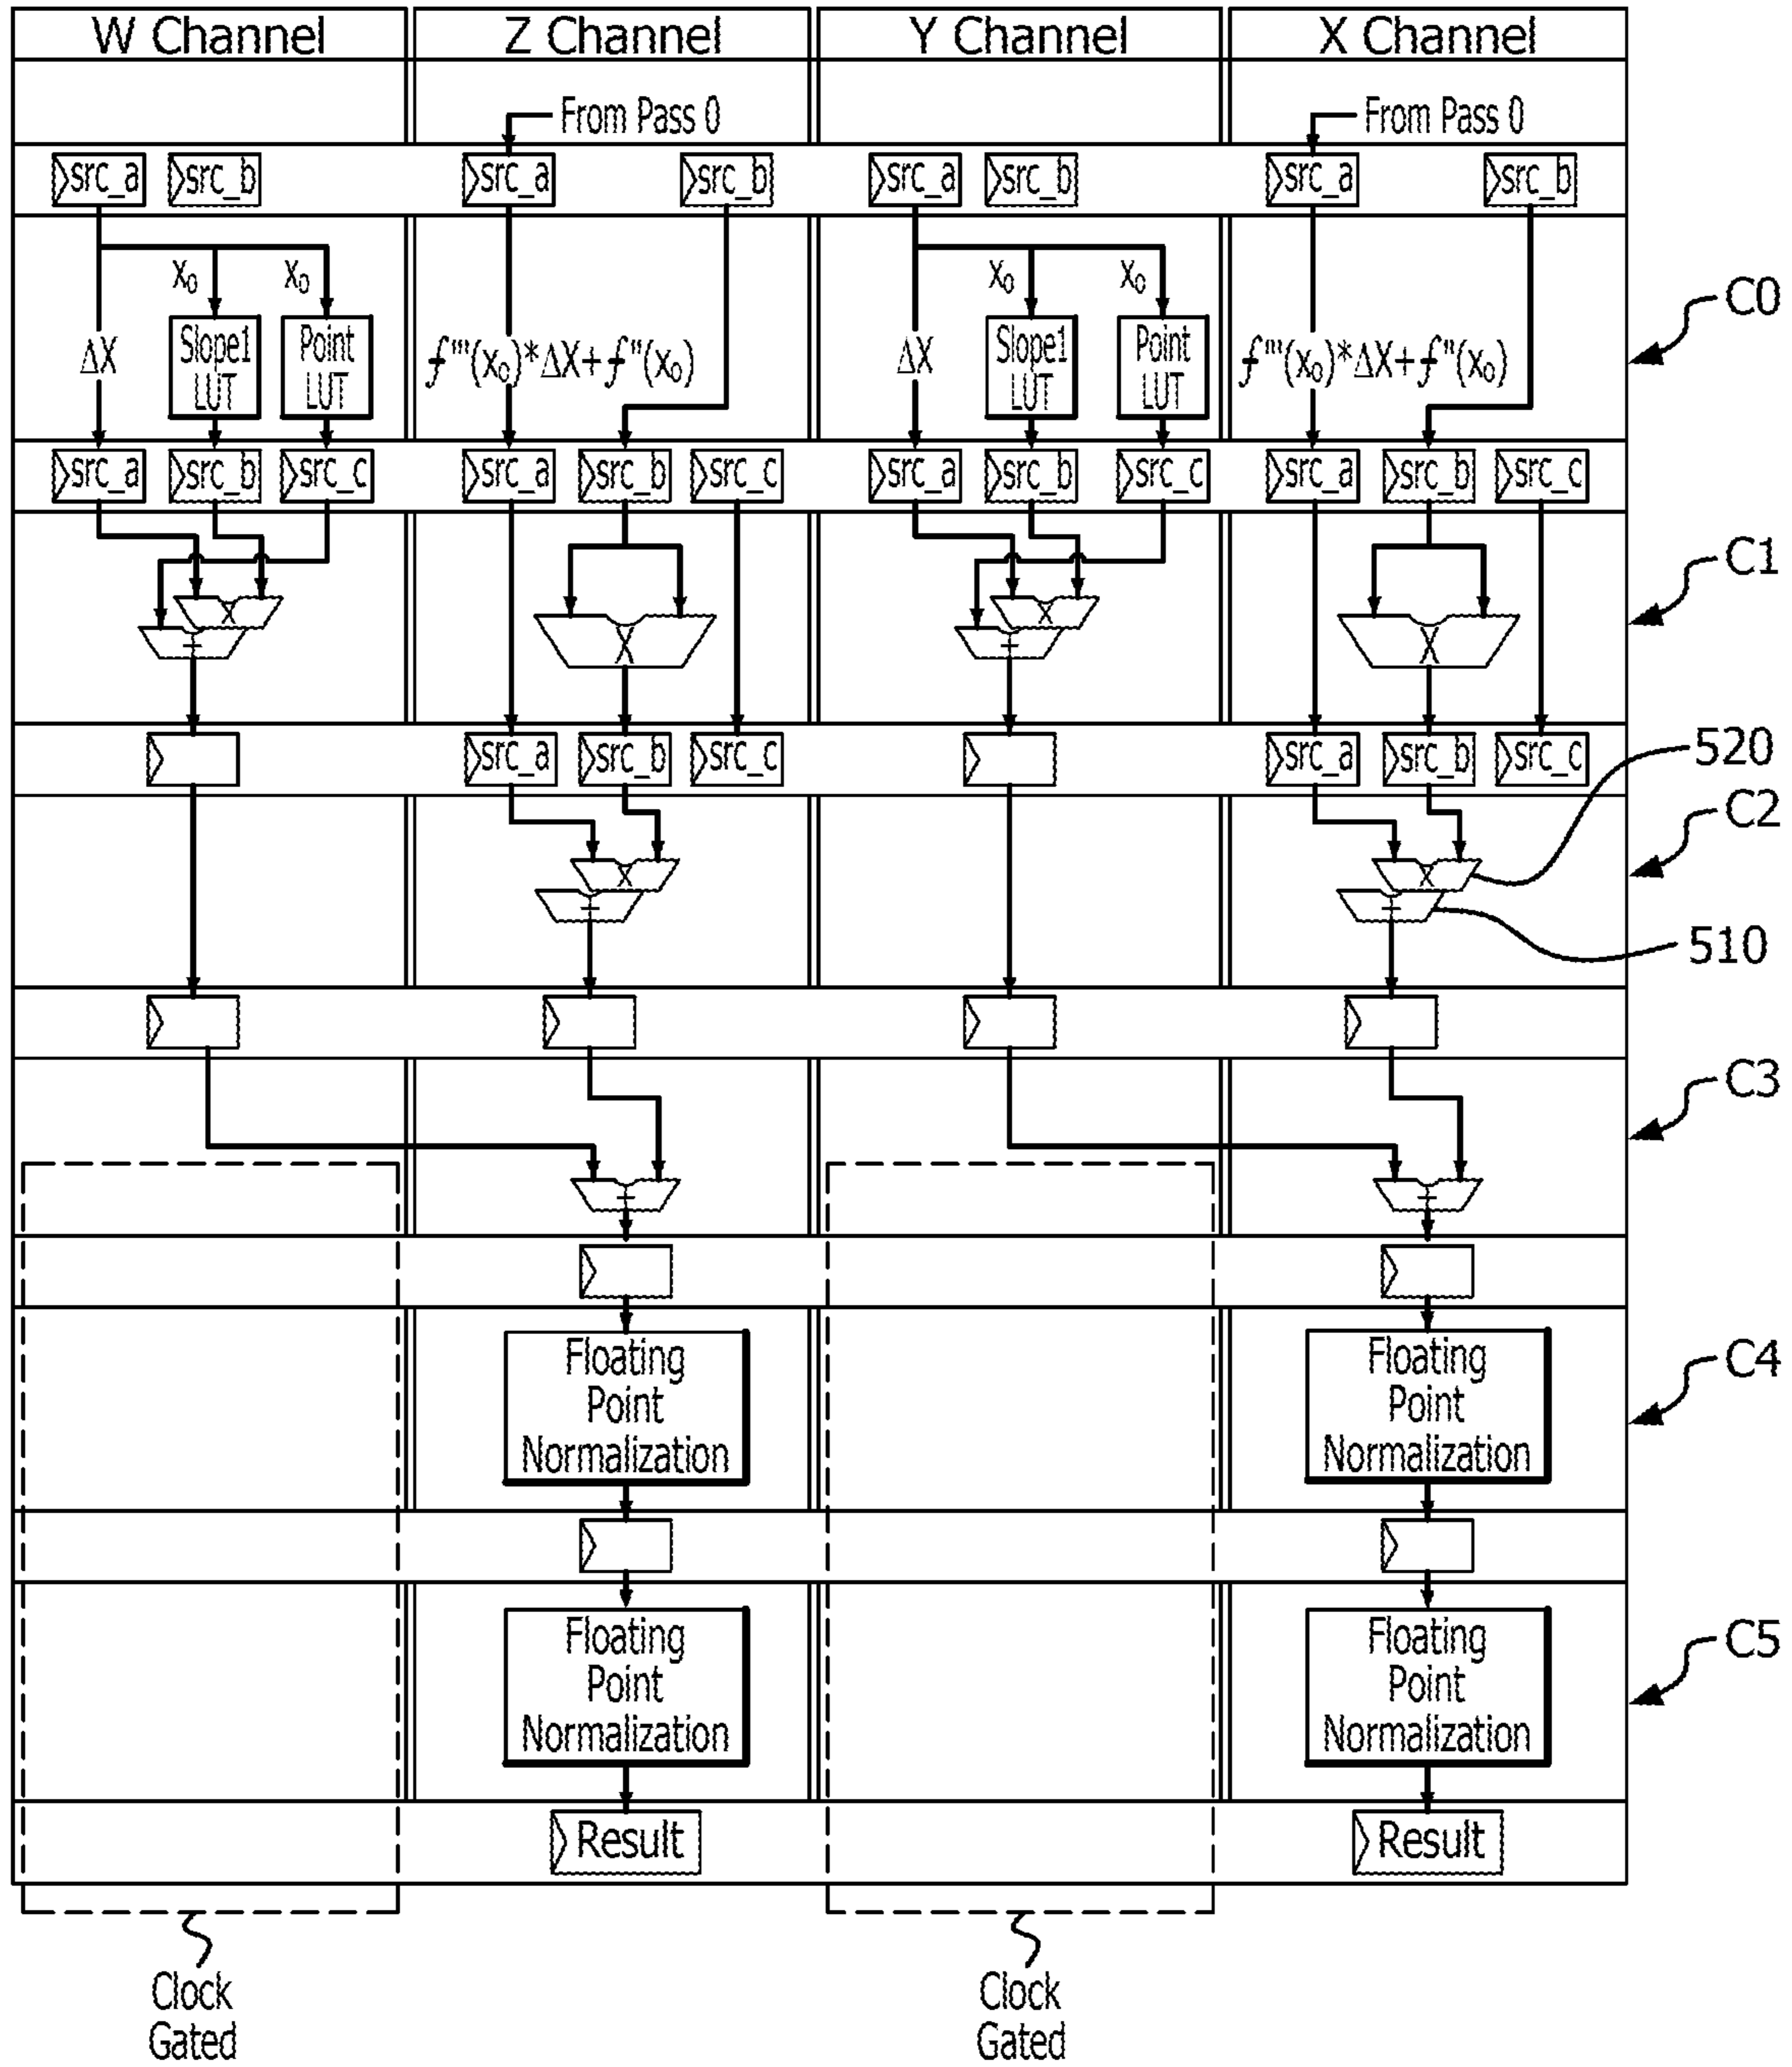 W Channel Z Channel Y Channel X Channel
From Pass 0 From Pass 0
src_a src_b src_a src_b src_a src_b src_a src_b
X₀ X₀ X₀ X₀
C0
ΔX Slope1 LUT Point LUT f'''(x₀)*ΔX+f''(x₀) ΔX Slope1 LUT Point LUT f'''(x₀)*ΔX+f''(x₀)
src_a src_b src_c src_a src_b src_c src_a src_b src_c src_a src_b src_c
C1
X X
+ X + X
src_a src_b src_c src_a src_b src_c
520
C2
X X
+ +
510
C3
+ +
Floating Point Normalization Floating Point Normalization
C4
Floating Point Normalization Floating Point Normalization
C5
Result Result
Clock Gated Clock Gated